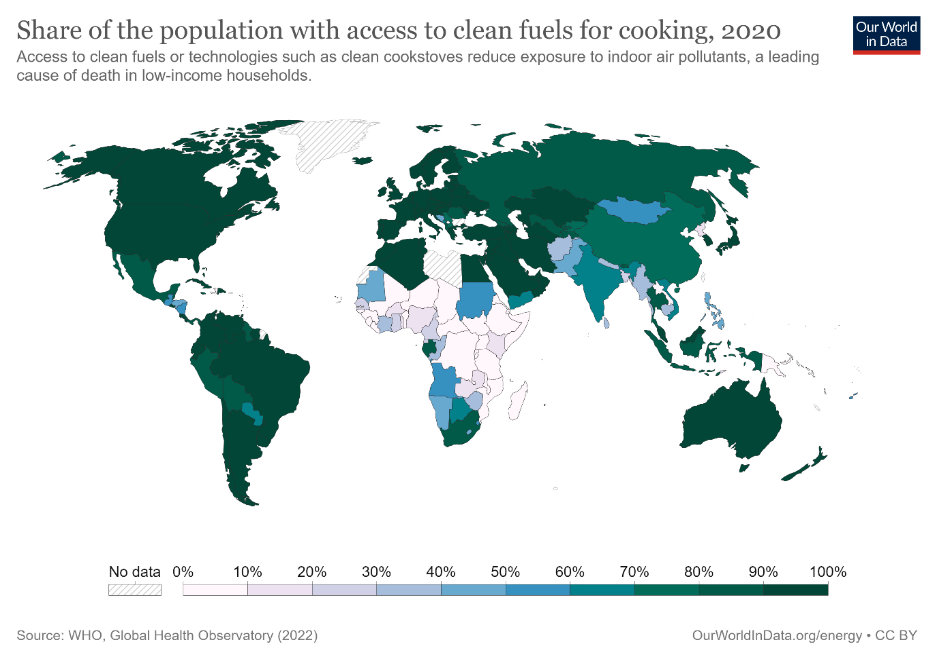 Share of the population with access to clean fuels for cooking, 2020
Our World
in Data
Access to clean fuels or technologies such as clean cookstoves reduce exposure to indoor air pollutants, a leading
cause of death in low-income households.
No data 0% 10% 20% 30% 40% 50% 60% 70% 80% 90% 100%
Source: WHO, Global Health Observatory (2022)
OurWorldInData.org/energy • CC BY